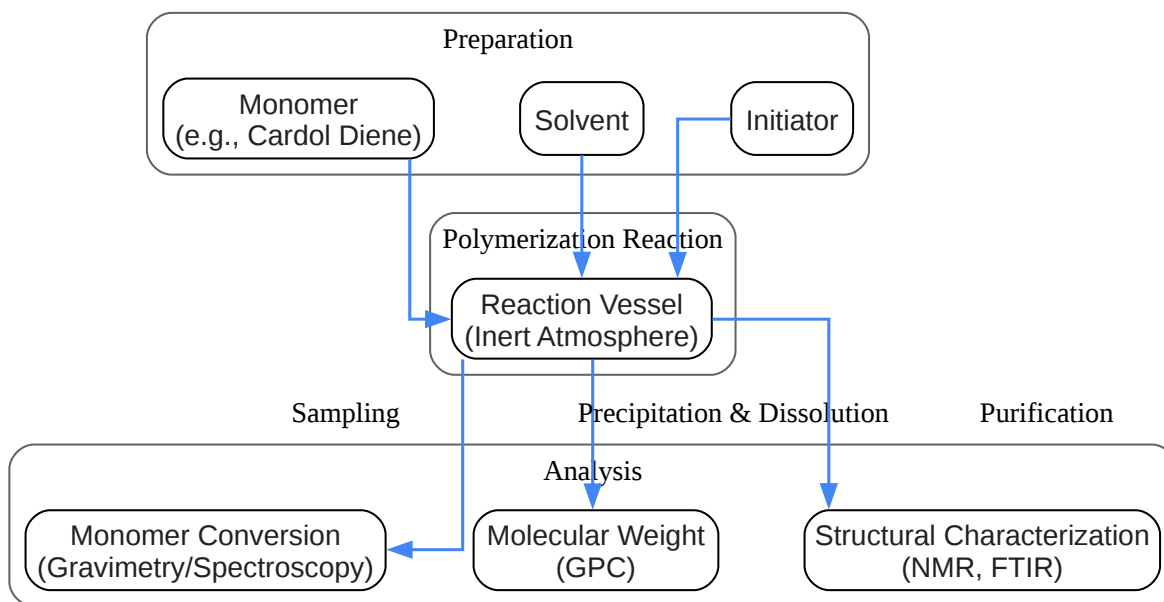 Preparation
Monomer
(e.g., Cardol Diene)
Solvent
Initiator
Polymerization Reaction
Reaction Vessel
(Inert Atmosphere)
Sampling
Precipitation & Dissolution
Purification
Analysis
Monomer Conversion
(Gravimetry/Spectroscopy)
Molecular Weight
(GPC)
Structural Characterization
(NMR, FTIR)